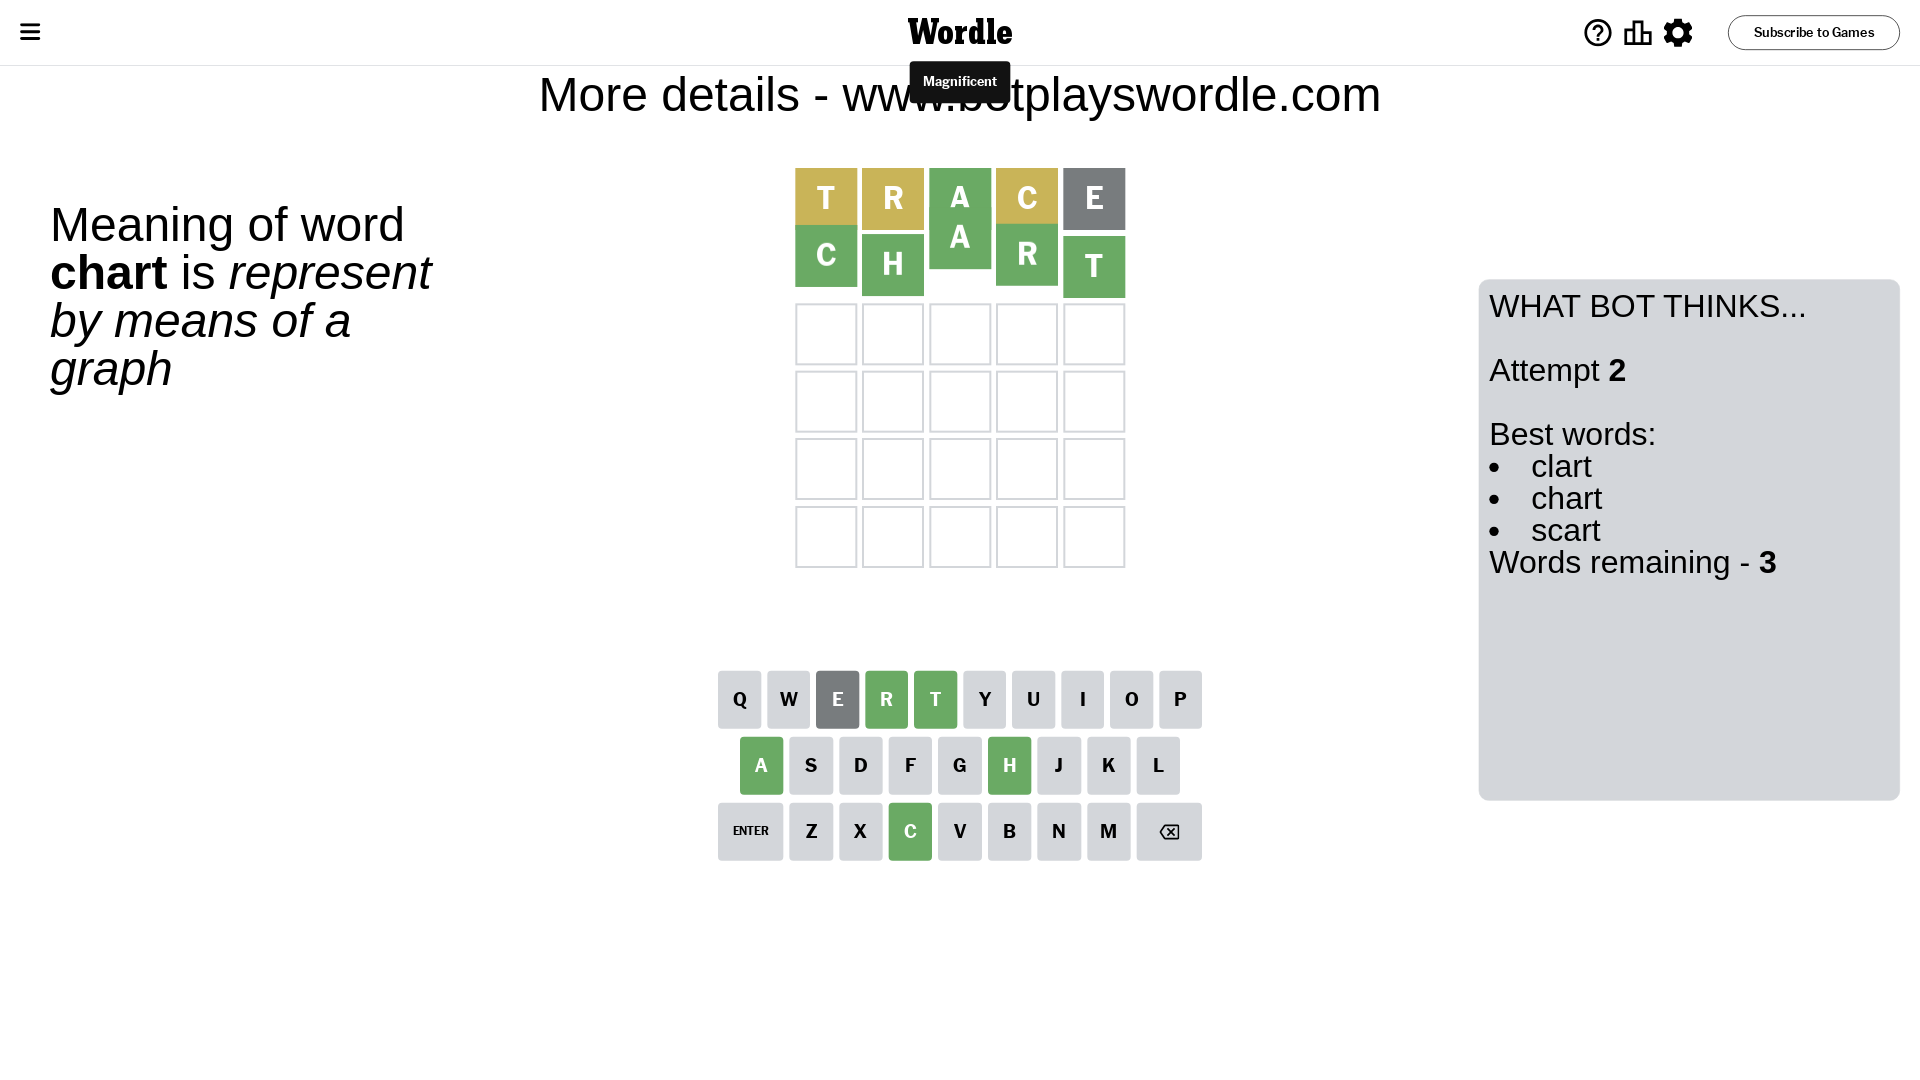 Wordle
Subscribe to Games
Magnificent
More details - www.botplayswordle.com
Meaning of word
chart is represent
by means of a
graph
T R A C E
C H A R T
WHAT BOT THINKS...
Attempt 2
Best words:
• clart
• chart
• scart
Words remaining - 3
Q W E R T Y U I O P
A S D F G H J K L
ENTER Z X C V B N M